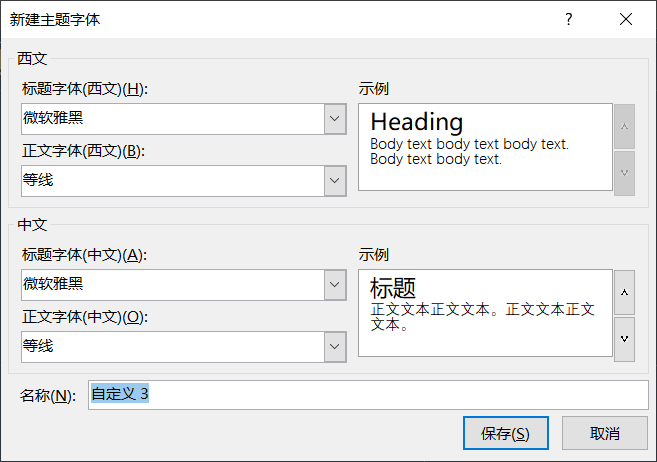 新建主题字体
?
西文
标题字体(西文)(H):
微软雅黑
正文字体(西文)(B):
等线
示例
Heading
Body text body text body text.
Body text body text.
中文
标题字体(中文)(A):
微软雅黑
正文字体(中文)(O):
等线
示例
标题
正文文本正文文本。正文文本正文
文本。
名称(N):
自定义 3
保存(S)
取消